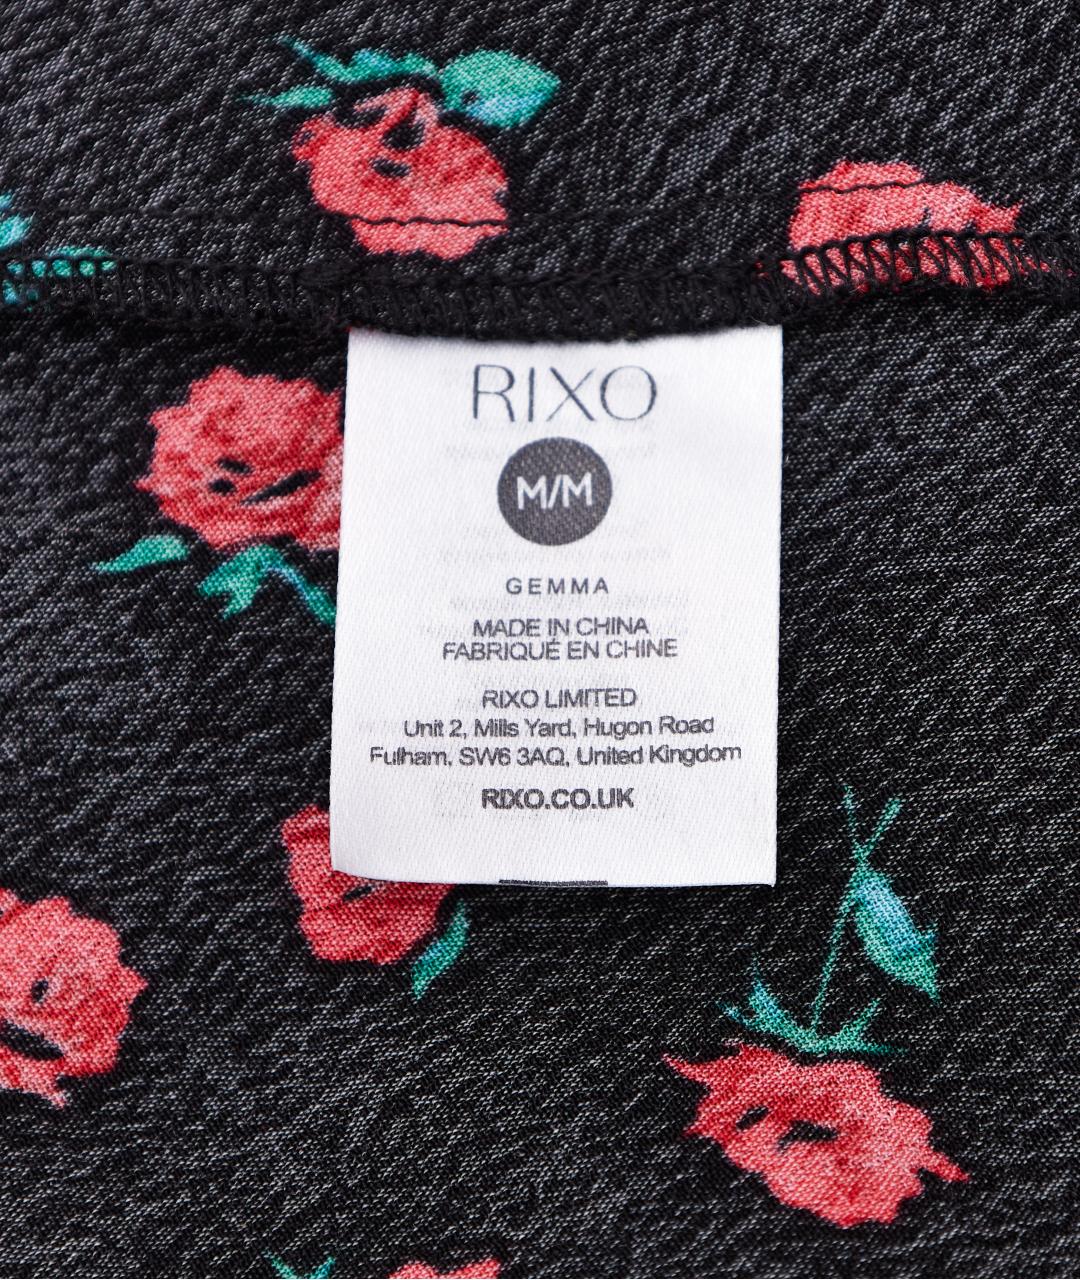 RIXO
M/M
GEMMA
MADE IN CHINA
FABRIQUÉ EN CHINE
RIXO LIMITED
Unit 2, Mills Yard, Hugon Road
Fulham, SW6 3AQ, United Kingdom
RIXO.CO.UK